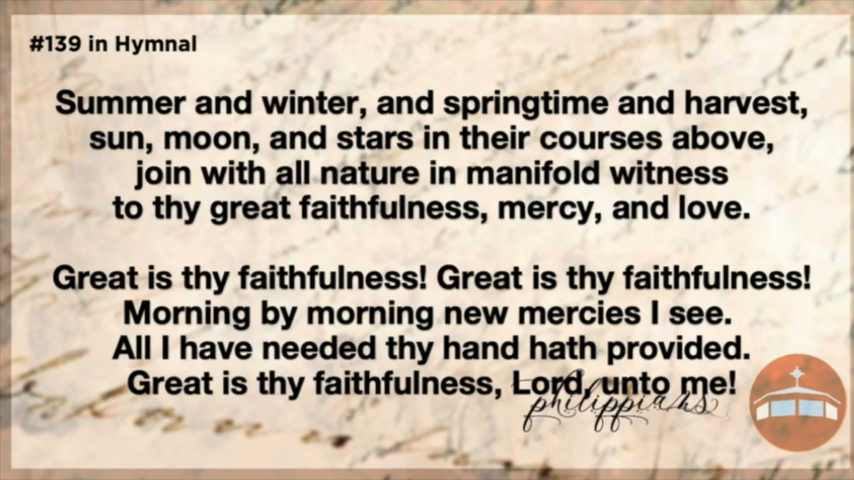 #139 in Hymnal
Summer and winter, and springtime and harvest,
sun, moon, and stars in their courses above,
join with all nature in manifold witness
to thy great faithfulness, mercy, and love.
Great is thy faithfulness! Great is thy faithfulness!
Morning by morning new mercies I see.
All I have needed thy hand hath provided.
Great is thy faithfulness, Lord, unto me!
philippians